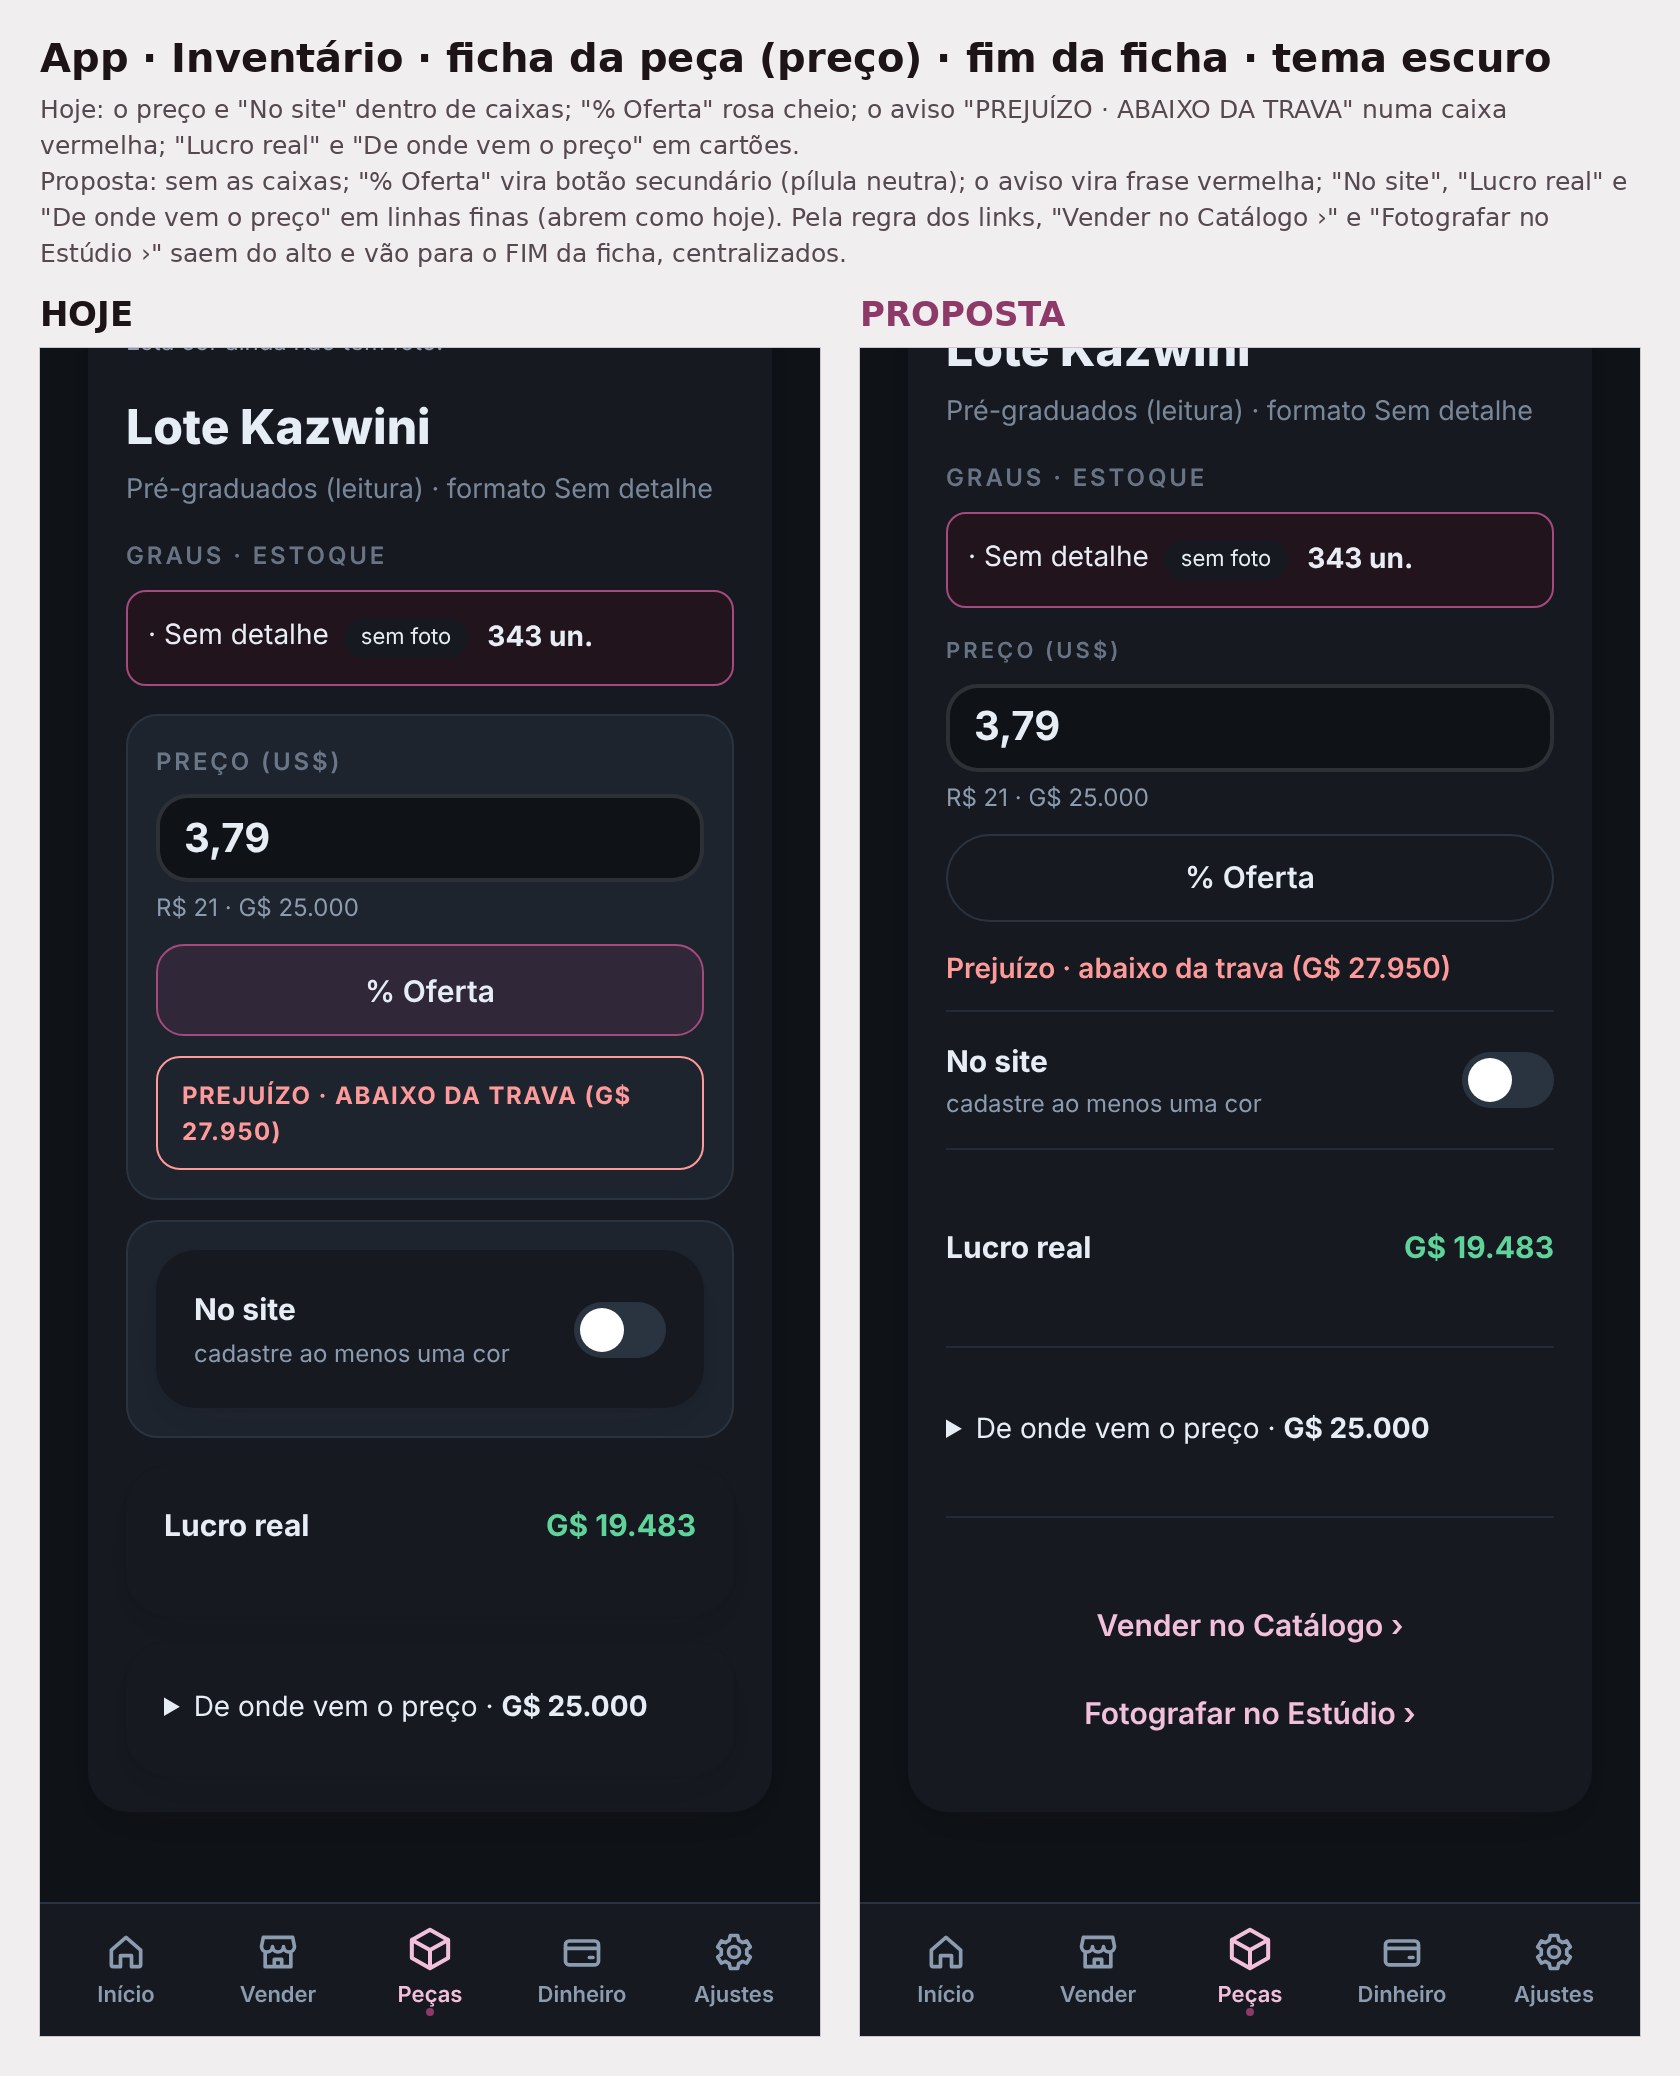 App · Inventário · ficha da peça (preço) · fim da ficha · tema escuro
Hoje: o preço e "No site" dentro de caixas; "% Oferta" rosa cheio; o aviso "PREJUÍZO · ABAIXO DA TRAVA" numa caixa
vermelha; "Lucro real" e "De onde vem o preço" em cartões.
Proposta: sem as caixas; "% Oferta" vira botão secundário (pílula neutra); o aviso vira frase vermelha; "No site", "Lucro real" e
"De onde vem o preço" em linhas finas (abrem como hoje). Pela regra dos links, "Vender no Catálogo ›" e "Fotografar no
Estúdio ›" saem do alto e vão para o FIM da ficha, centralizados.
HOJE
Lote Kazwini
Pré-graduados (leitura) · formato Sem detalhe
GRAUS · ESTOQUE
· Sem detalhe sem foto 343 un.
PREÇO (US$)
3,79
R$ 21 · G$ 25.000
% Oferta
PREJUÍZO · ABAIXO DA TRAVA (G$
27.950)
No site
cadastre ao menos uma cor
Lucro real G$ 19.483
▶ De onde vem o preço · G$ 25.000
Início Vender Peças Dinheiro Ajustes
PROPOSTA
Lote Kazwini
Pré-graduados (leitura) · formato Sem detalhe
GRAUS · ESTOQUE
· Sem detalhe sem foto 343 un.
PREÇO (US$)
3,79
R$ 21 · G$ 25.000
% Oferta
Prejuízo · abaixo da trava (G$ 27.950)
No site
cadastre ao menos uma cor
Lucro real G$ 19.483
▶ De onde vem o preço · G$ 25.000
Vender no Catálogo ›
Fotografar no Estúdio ›
Início Vender Peças Dinheiro Ajustes